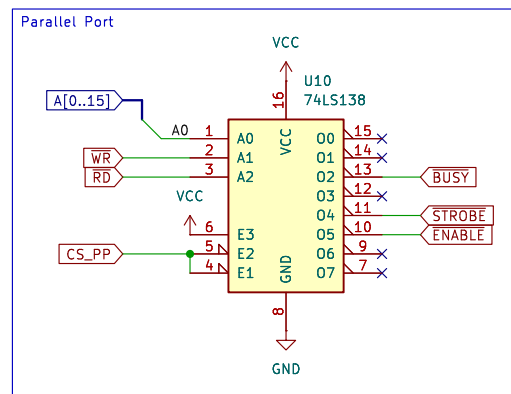 Parallel Port
VCC
U10
74LS138
A[0..15]
16
VCC
A0 1 A0 O0 15
WR 2 A1 O1 14
RD 3 A2 O2 13 BUSY
O3 12
VCC
O4 11 STROBE
6 E3 O5 10 ENABLE
CS_PP 5 E2 O6 9
4 E1 O7 7
GND
8
GND